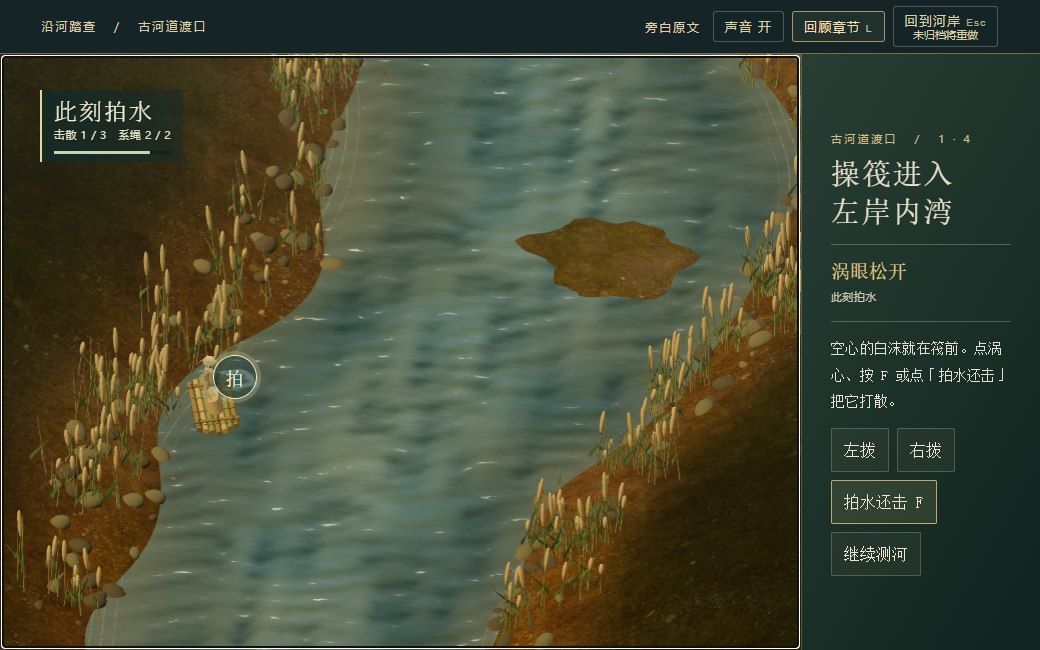 沿河踏查 / 古河道渡口
旁白原文
声音 开
回顾章节 L
回到河岸 Esc
未归档将重做
此刻拍水
击散 1 / 3 系绳 2 / 2
拍
古河道渡口 / 1 · 4
操筏进入
左岸内湾
涡眼松开
此刻拍水
空心的白沫就在筏前。点涡
心、按 F 或点「拍水还击」
把它打散。
左拨
右拨
拍水还击 F
继续测河